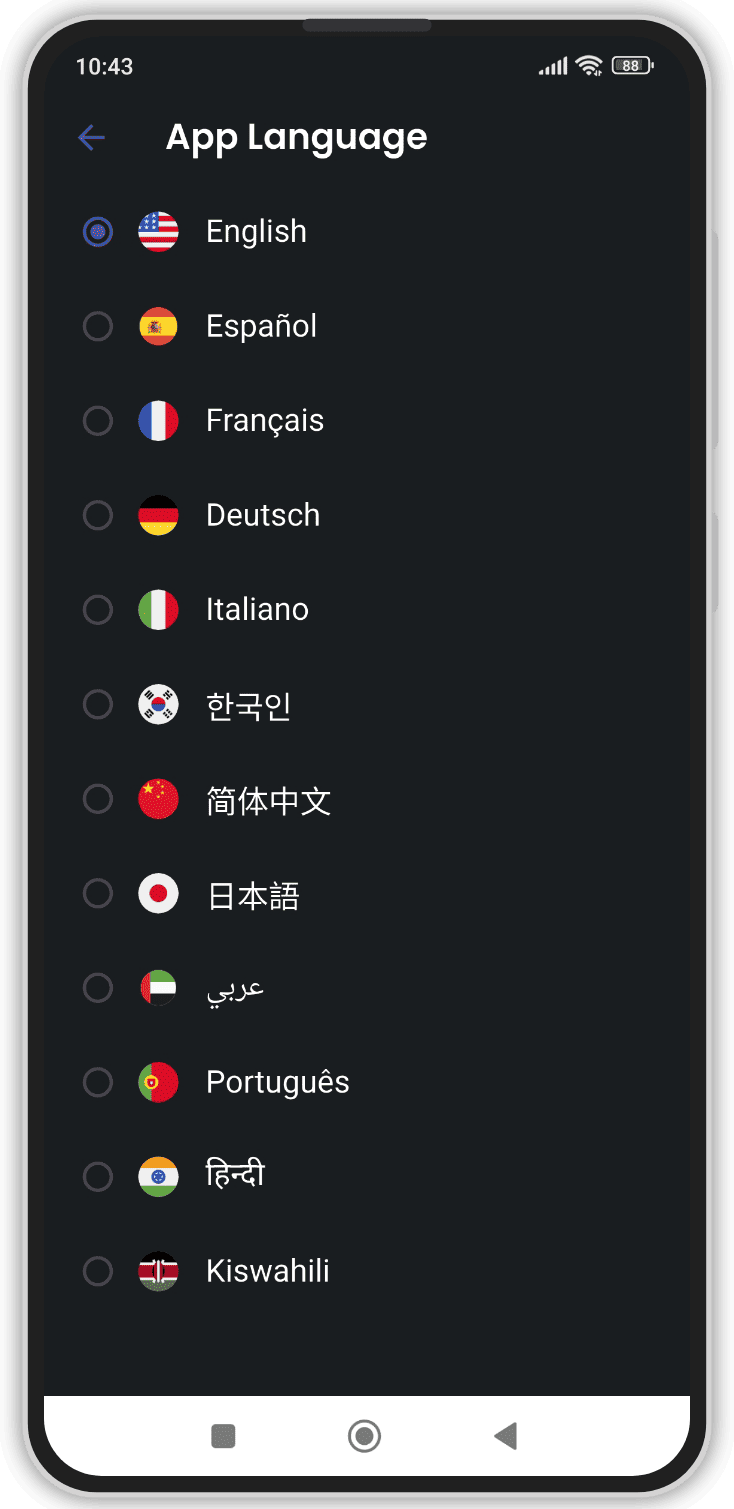 10:43
88
App Language
English
Español
Français
Deutsch
Italiano
한국인
简体中文
日本語
عربي
Português
हिन्दी
Kiswahili